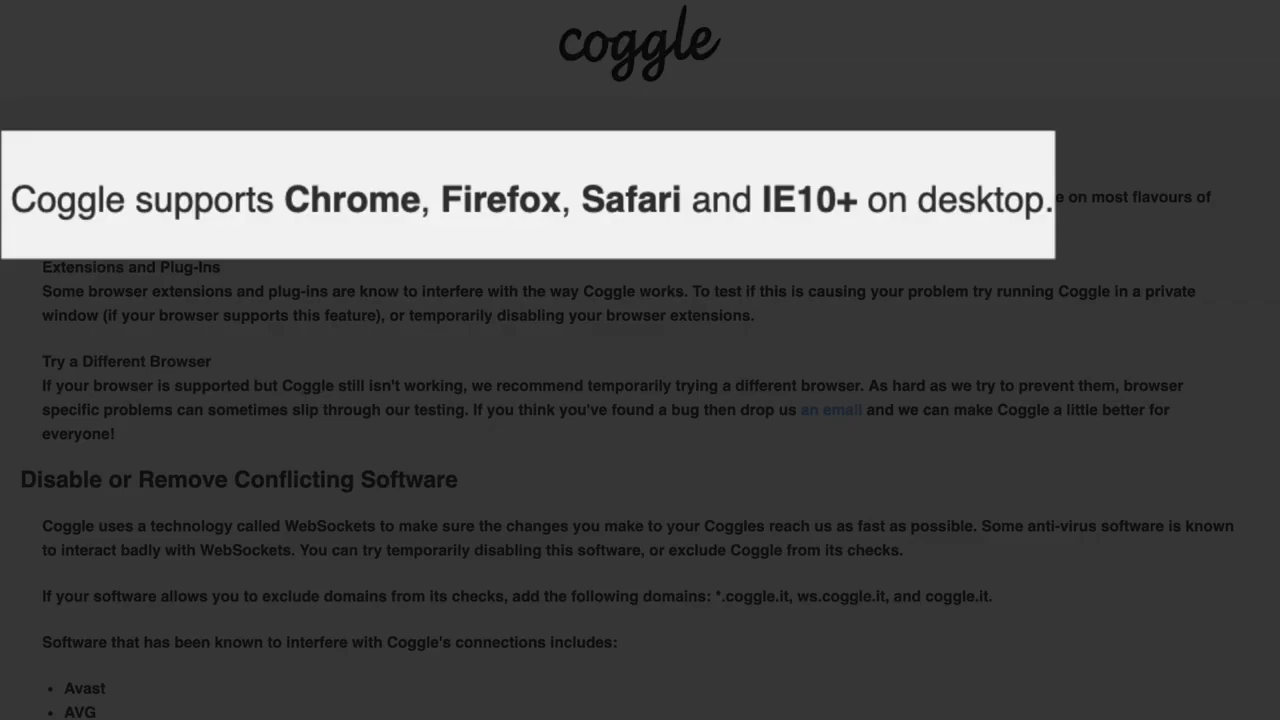 coggle
Coggle supports Chrome, Firefox, Safari and IE10+ on desktop.
e on most flavours of
Extensions and Plug-Ins
Some browser extensions and plug-ins are know to interfere with the way Coggle works. To test if this is causing your problem try running Coggle in a private
window (if your browser supports this feature), or temporarily disabling your browser extensions.
Try a Different Browser
If your browser is supported but Coggle still isn't working, we recommend temporarily trying a different browser. As hard as we try to prevent them, browser
specific problems can sometimes slip through our testing. If you think you've found a bug then drop us an email and we can make Coggle a little better for
everyone!
Disable or Remove Conflicting Software
Coggle uses a technology called WebSockets to make sure the changes you make to your Coggles reach us as fast as possible. Some anti-virus software is known
to interact badly with WebSockets. You can try temporarily disabling this software, or exclude Coggle from its checks.
If your software allows you to exclude domains from its checks, add the following domains: *.coggle.it, ws.coggle.it, and coggle.it.
Software that has been known to interfere with Coggle's connections includes:
• Avast
• AVG